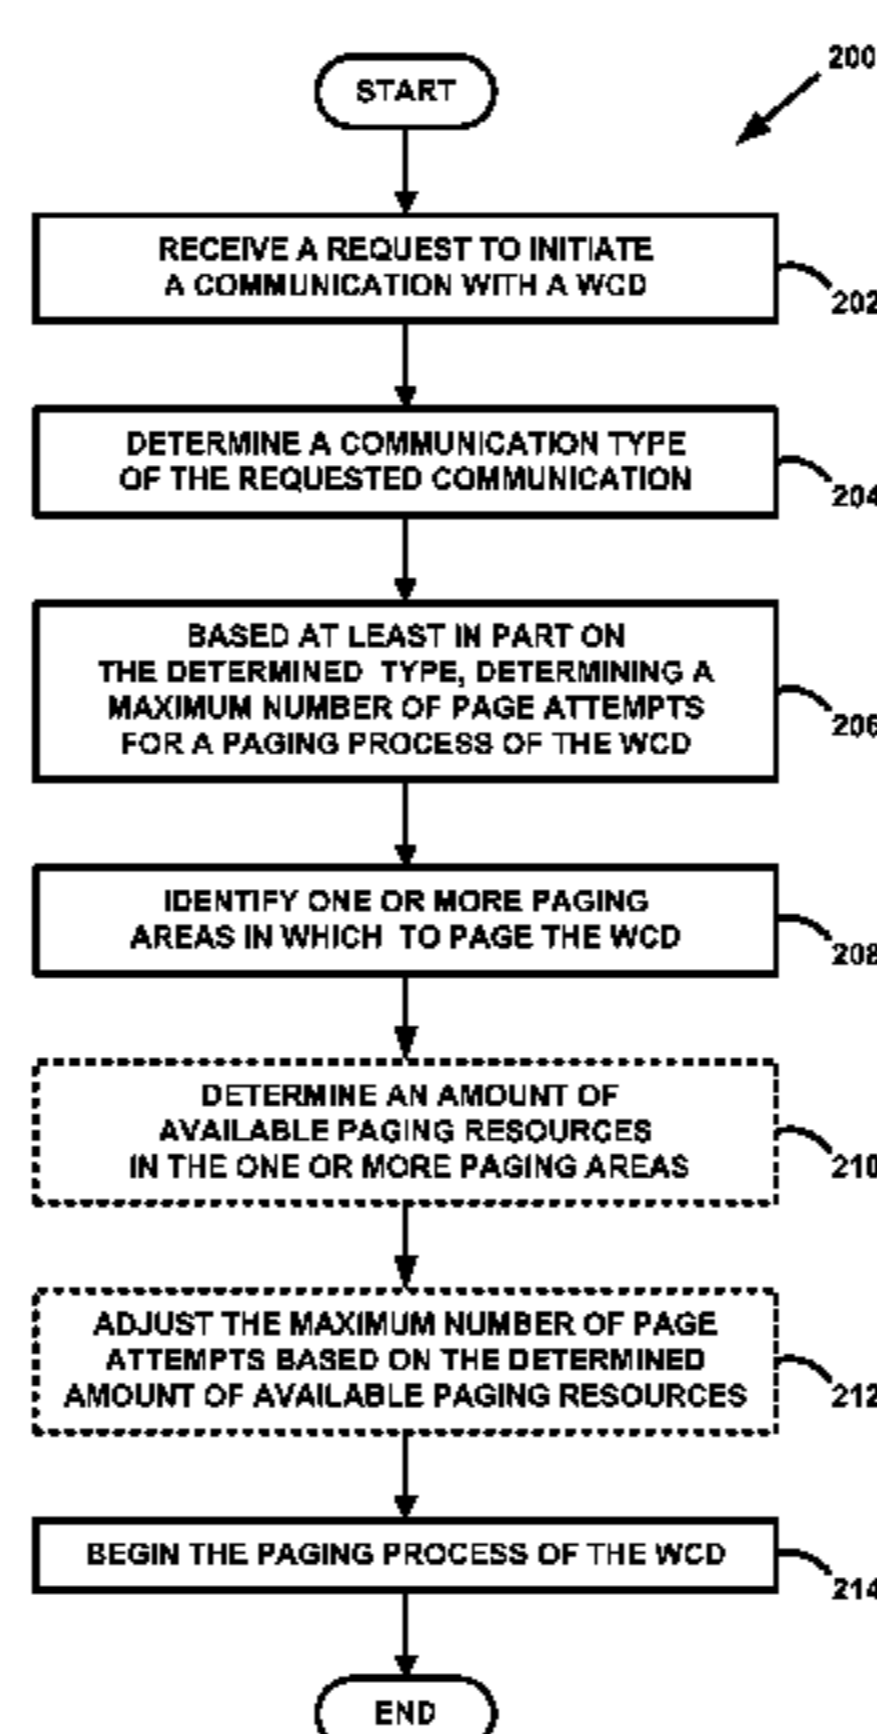 START
200
RECEIVE A REQUEST TO INITIATE
A COMMUNICATION WITH A WCD
202
DETERMINE A COMMUNICATION TYPE
OF THE REQUESTED COMMUNICATION
204
BASED AT LEAST IN PART ON
THE DETERMINED TYPE, DETERMINING A
MAXIMUM NUMBER OF PAGE ATTEMPTS
FOR A PAGING PROCESS OF THE WCD
206
IDENTIFY ONE OR MORE PAGING
AREAS IN WHICH TO PAGE THE WCD
208
DETERMINE AN AMOUNT OF
AVAILABLE PAGING RESOURCES
IN THE ONE OR MORE PAGING AREAS
210
ADJUST THE MAXIMUM NUMBER OF PAGE
ATTEMPTS BASED ON THE DETERMINED
AMOUNT OF AVAILABLE PAGING RESOURCES
212
BEGIN THE PAGING PROCESS OF THE WCD
214
END